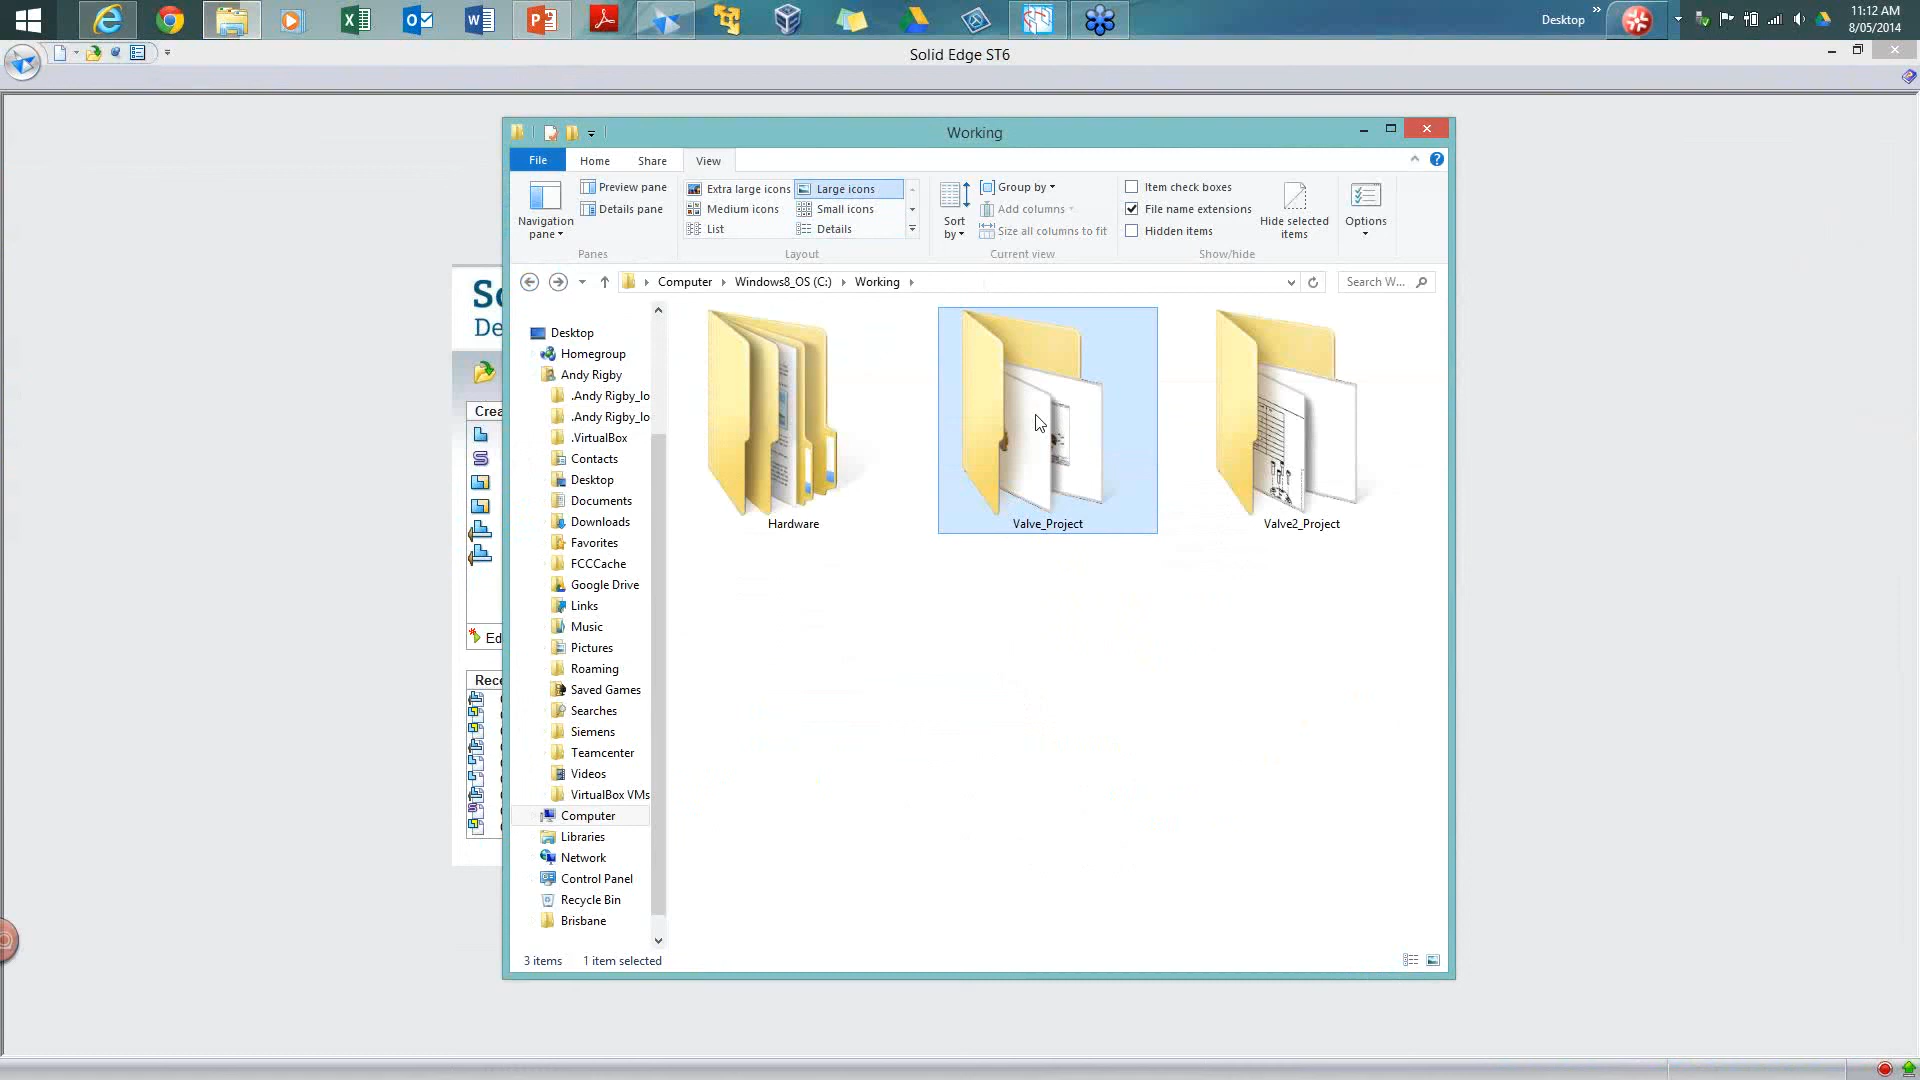 Desktop
»
11:12 AM
8/05/2014
Solid Edge ST6
Working
File
Home
Share
View
Navigation pane
Preview pane
Details pane
Panes
Extra large icons
Large icons
Medium icons
Small icons
List
Details
Layout
Sort by
Group by
Add columns
Size all columns to fit
Current view
Item check boxes
File name extensions
Hidden items
Hide selected items
Show/hide
Options
Computer
Windows8_OS (C:)
Working
Search W...
So
De
Crea
Ed
Rece
Desktop
Homegroup
Andy Rigby
.Andy Rigby_lo
.Andy Rigby_lo
.VirtualBox
Contacts
Desktop
Documents
Downloads
Favorites
FCCCache
Google Drive
Links
Music
Pictures
Roaming
Saved Games
Searches
Siemens
Teamcenter
Videos
VirtualBox VMs
Computer
Libraries
Network
Control Panel
Recycle Bin
Brisbane
Hardware
Valve_Project
Valve2_Project
3 items
1 item selected